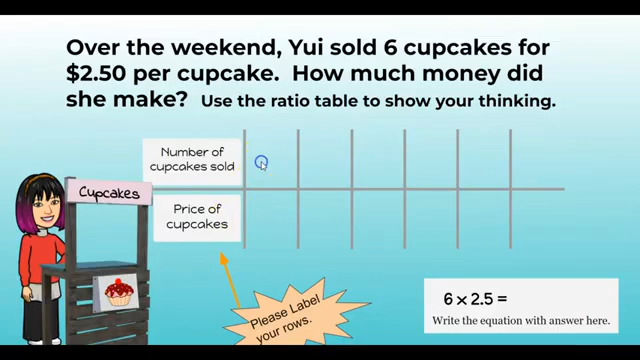 Over the weekend, Yui sold 6 cupcakes for
$2.50 per cupcake. How much money did
she make? Use the ratio table to show your thinking.
Number of
cupcakes sold
Cupcakes
Price of
cupcakes
Please Label
your rows.
6 x 2.5 =
Write the equation with answer here.